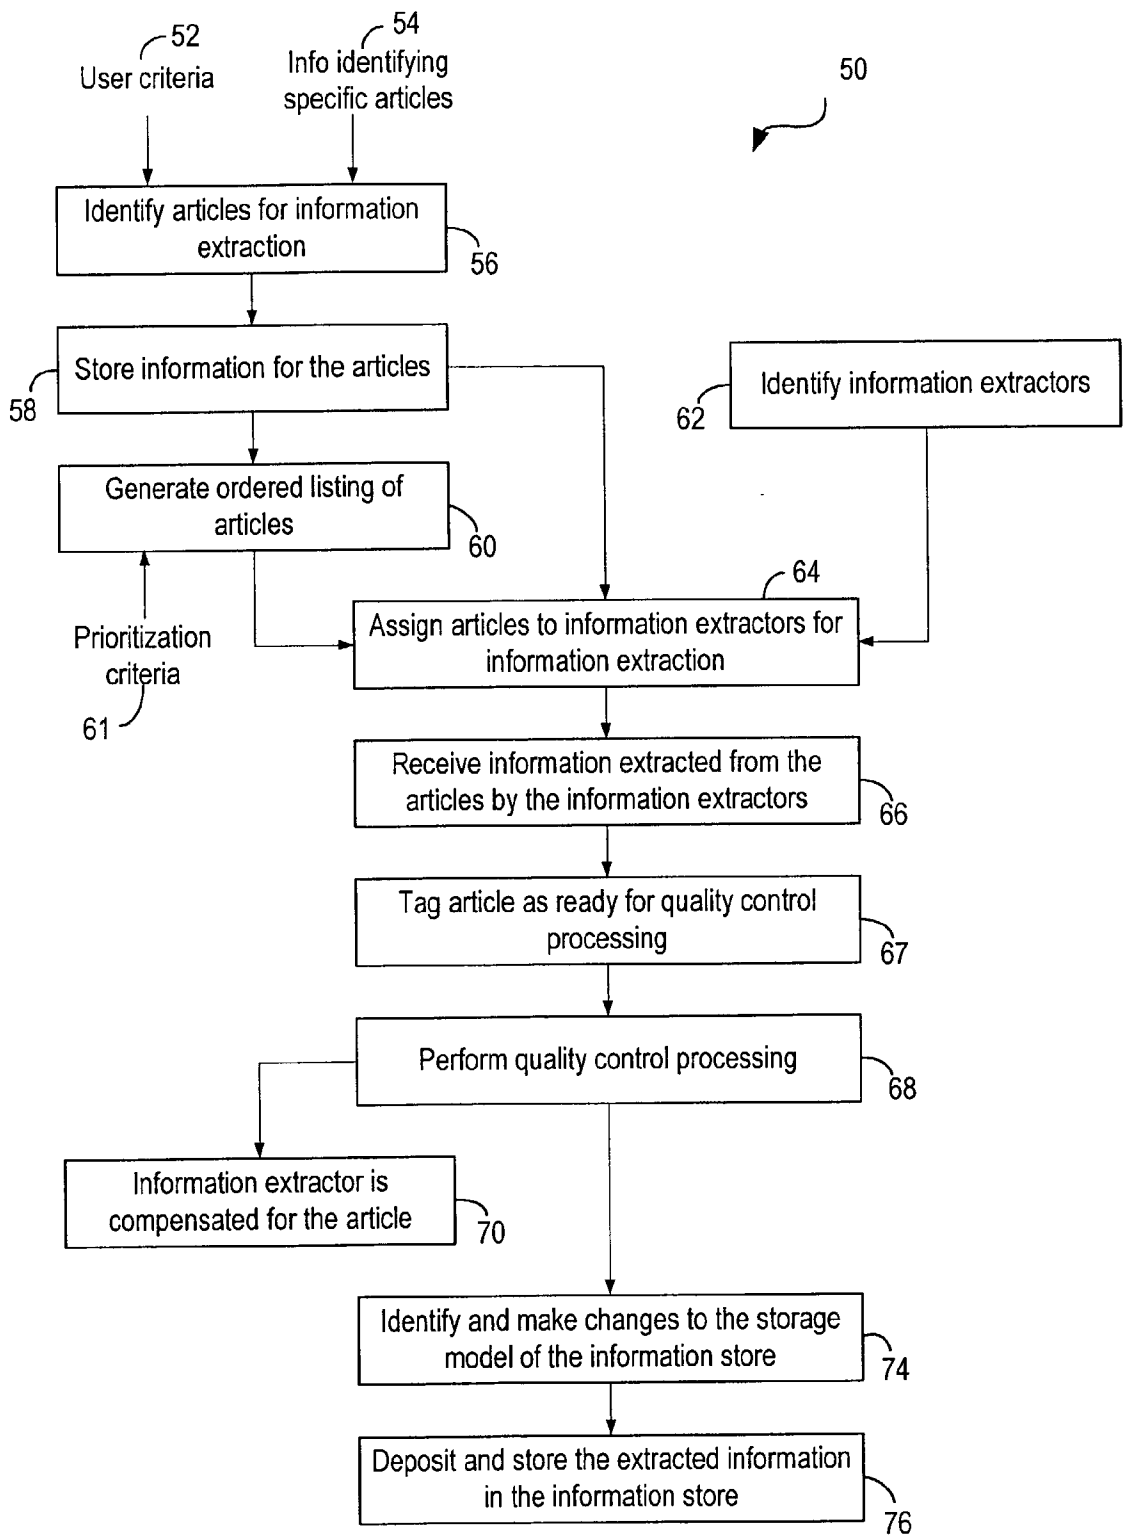 52
User criteria
54
Info identifying
specific articles
50
Identify articles for information
extraction
56
Store information for the articles
58
Identify information extractors
62
Generate ordered listing of
articles
60
Prioritization
criteria
61
64
Assign articles to information extractors for
information extraction
Receive information extracted from the
articles by the information extractors
66
Tag article as ready for quality control
processing
67
Perform quality control processing
68
Information extractor is
compensated for the article
70
Identify and make changes to the storage
model of the information store
74
Deposit and store the extracted information
in the information store
76